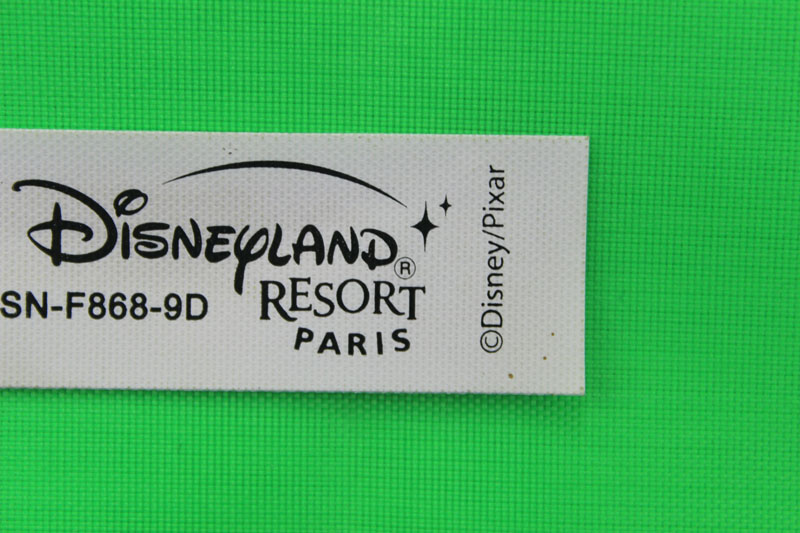 DISNEYLAND®
RESORT
PARIS
SN-F868-9D
©Disney/Pixar